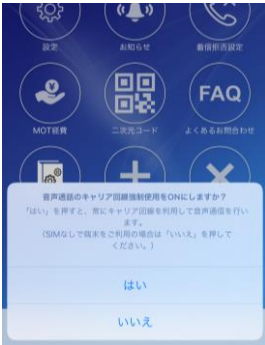 設定
お知らせ
着信拒否設定
FAQ
MOT経費
二次元コード
よくあるお問合わせ
音声通話のキャリア回線強制使用をONにしますか？
「はい」を押すと、常にキャリア回線を利用して音声通信を行い
ます。
（SIMなしで端末をご利用の場合は「いいえ」を押して
ください。）
はい
いいえ